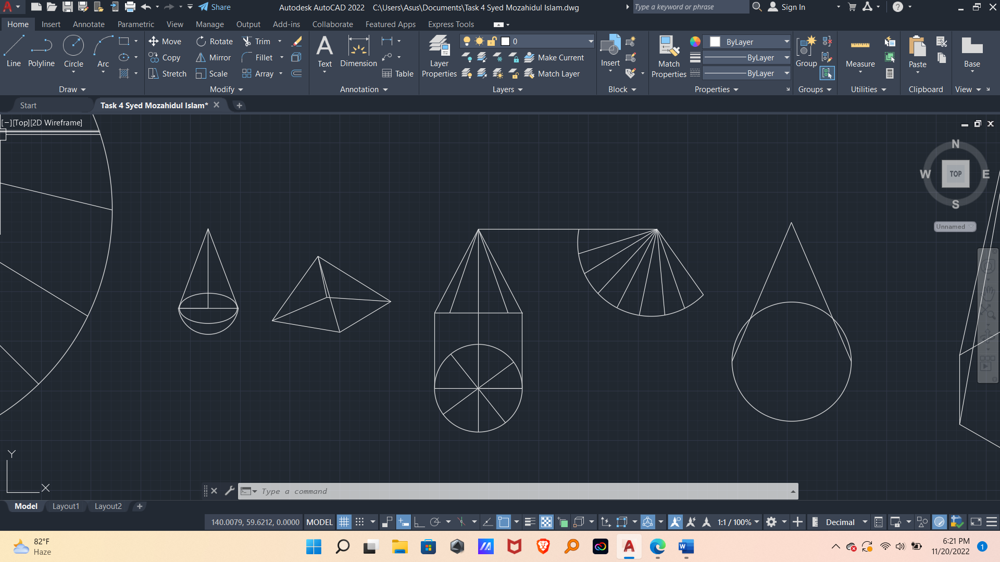 Share
Autodesk AutoCAD 2022 C:\Users\Asus\Documents\Task 4 Syed Mozahidul Islam.dwg
Type a keyword or phrase
Sign In
Home Insert Annotate Parametric View Manage Output Add-ins Collaborate Featured Apps Express Tools
Line Polyline Circle Arc
Draw
Move Rotate Trim
Copy Mirror Fillet
Stretch Scale Array
Modify
Text Dimension Table
Annotation
Layer Properties
0
Make Current
Match Layer
Layers
Insert
Block
Match Properties
ByLayer
ByLayer
ByLayer
Properties
Group
Groups
Measure
Utilities
Paste
Clipboard
Base
View
Start Task 4 Syed Mozahidul Islam*
[−][Top][2D Wireframe]
N
W TOP E
S
Unnamed
Y
X
Type a command
Model Layout1 Layout2
140.0079, 59.6212, 0.0000 MODEL 1:1 / 100% Decimal
82°F
Haze
6:21 PM
11/20/2022
1